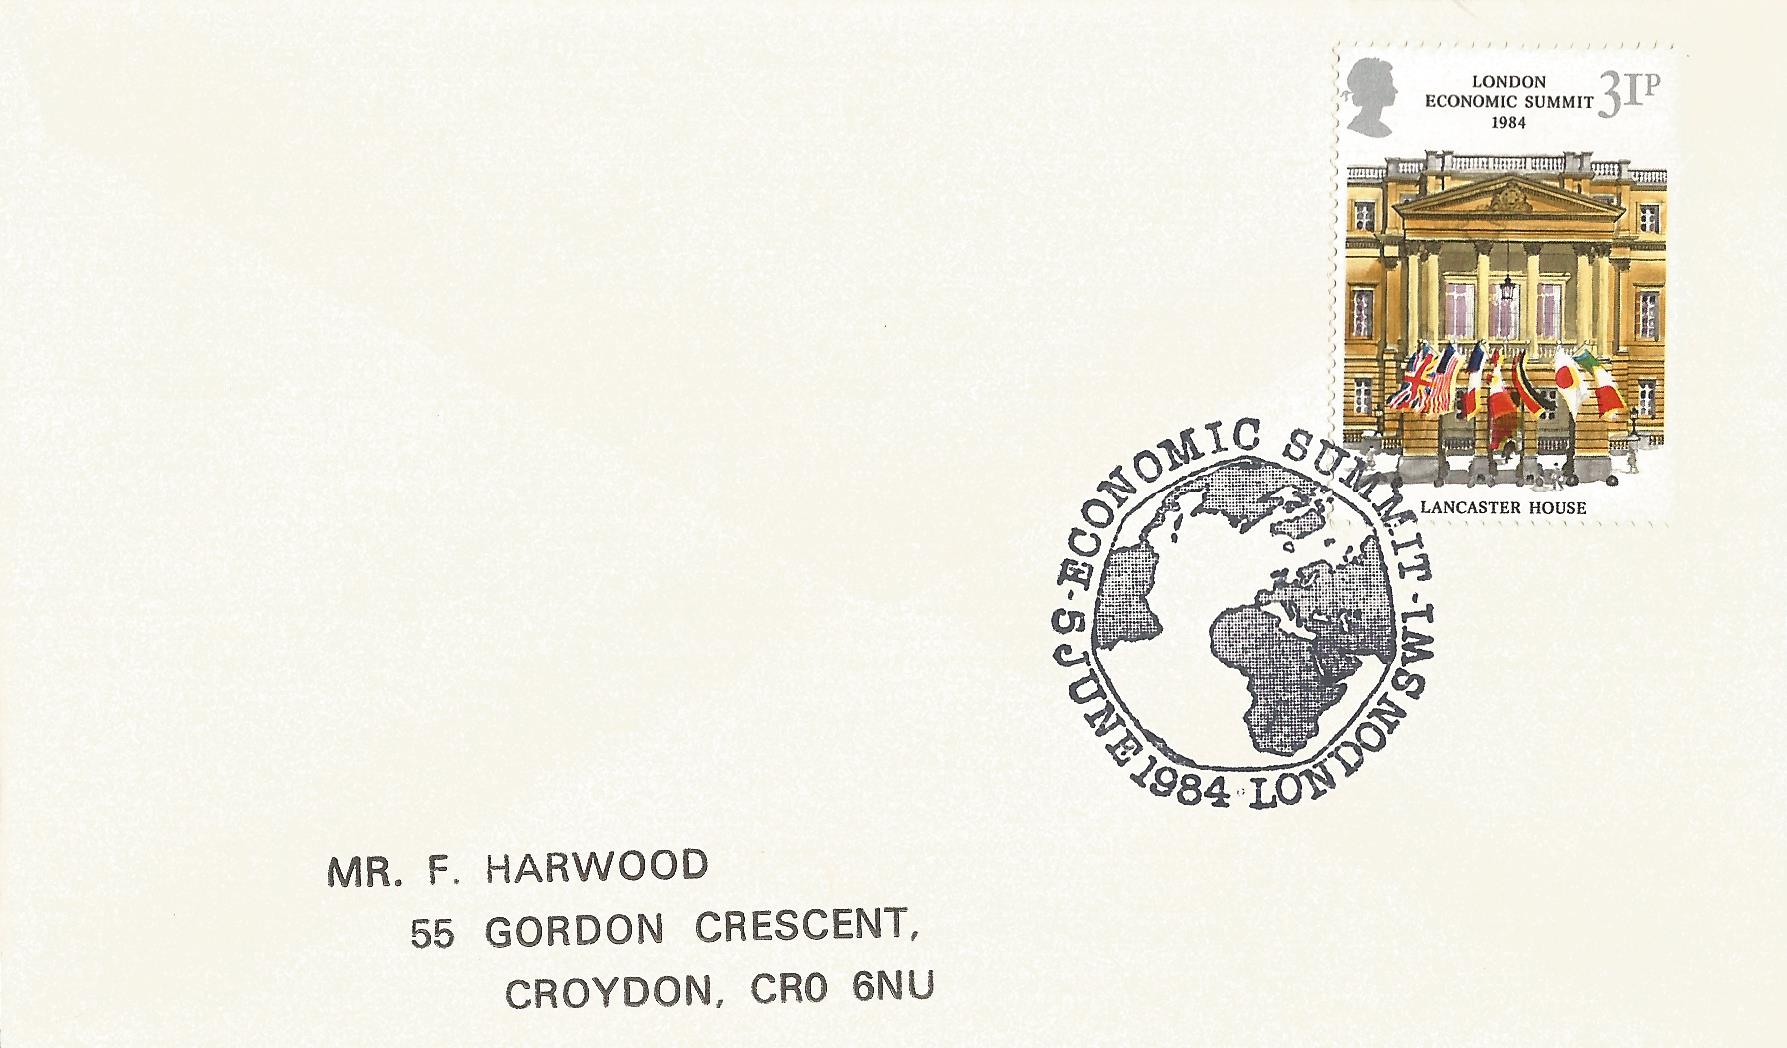 LONDON
ECONOMIC SUMMIT
1984
31P
LANCASTER HOUSE
ECONOMIC SUMMIT · LONDON SW1 · 5 JUNE 1984
MR. F. HARWOOD
55 GORDON CRESCENT,
CROYDON, CR0 6NU